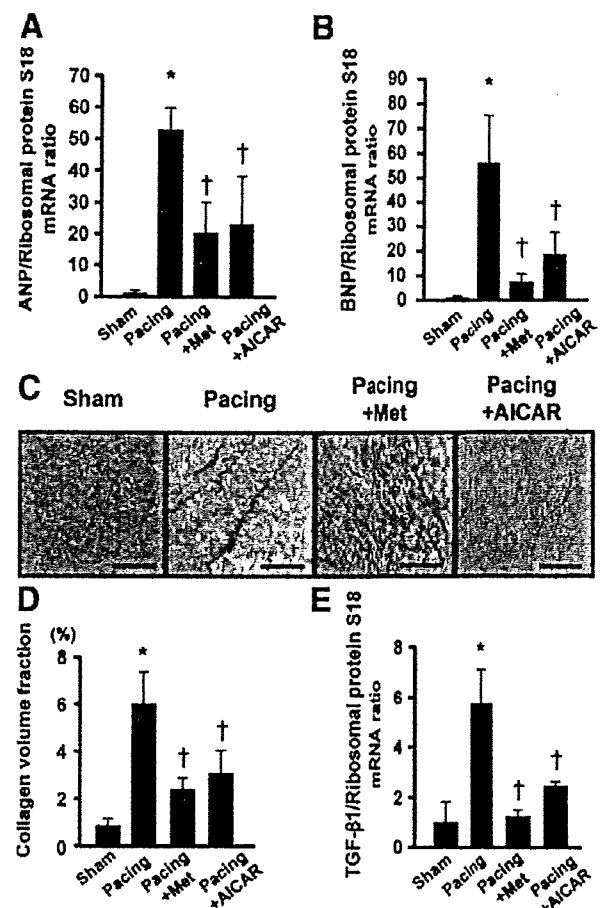 A
ANP/Ribosomal protein S18
mRNA ratio
70
60
50
40
30
20
10
0
*
†
†
Sham
Pacing
Pacing
+Met
Pacing
+AICAR
B
BNP/Ribosomal protein S18
mRNA ratio
90
80
70
60
50
40
30
20
10
0
*
†
†
Sham
Pacing
Pacing
+Met
Pacing
+AICAR
C
Sham
Pacing
Pacing
+Met
Pacing
+AICAR
D
(%)
Collagen volume fraction
8
6
4
2
0
*
†
†
Sham
Pacing
Pacing
+Met
Pacing
+AICAR
E
TGF-β1/Ribosomal protein S18
mRNA ratio
8
6
4
2
0
*
†
†
Sham
Pacing
Pacing
+Met
Pacing
+AICAR